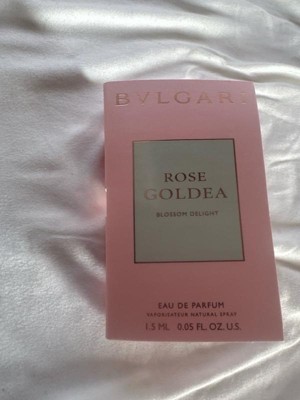 BVLGARI
ROSE
GOLDEA
BLOSSOM DELIGHT
EAU DE PARFUM
VAPORISATEUR NATURAL SPRAY
1.5 ML 0.05 FL. OZ. U.S.